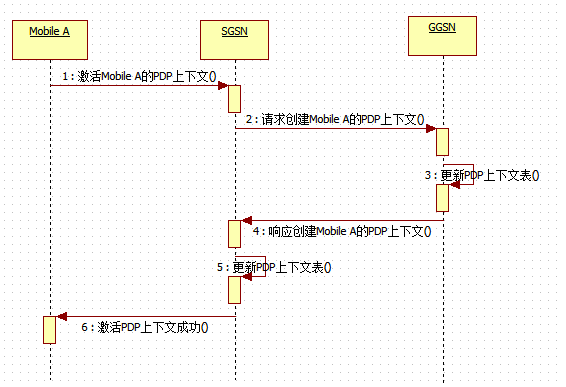 Mobile A
SGSN
GGSN
1 : 激活Mobile A的PDP上下文()
2 : 请求创建Mobile A的PDP上下文()
3 : 更新PDP上下文表()
4 : 响应创建Mobile A的PDP上下文()
5 : 更新PDP上下文表()
6 : 激活PDP上下文成功()